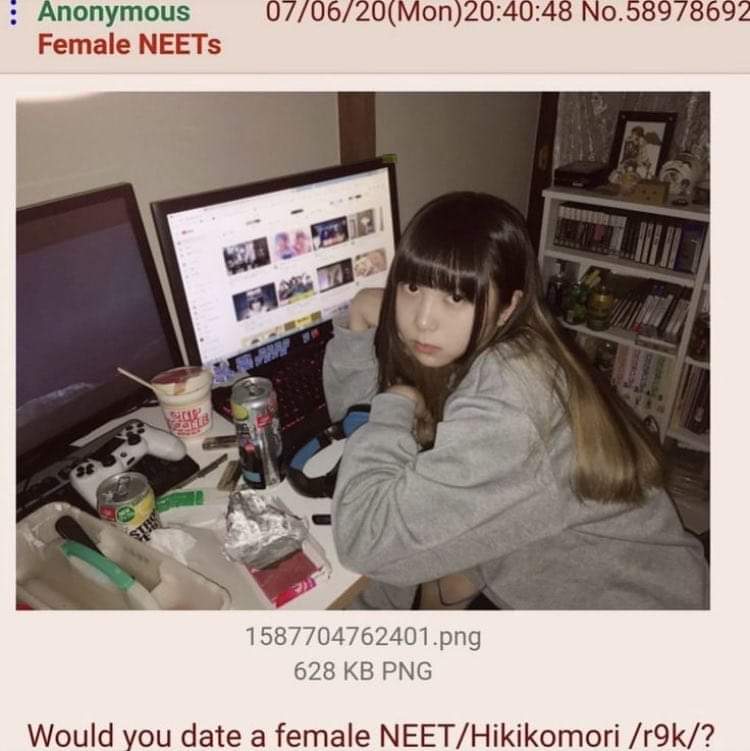 Anonymous
07/06/20(Mon)20:40:48 No.58978692
Female NEETs
1587704762401.png
628 KB PNG
Would you date a female NEET/Hikikomori /r9k/?